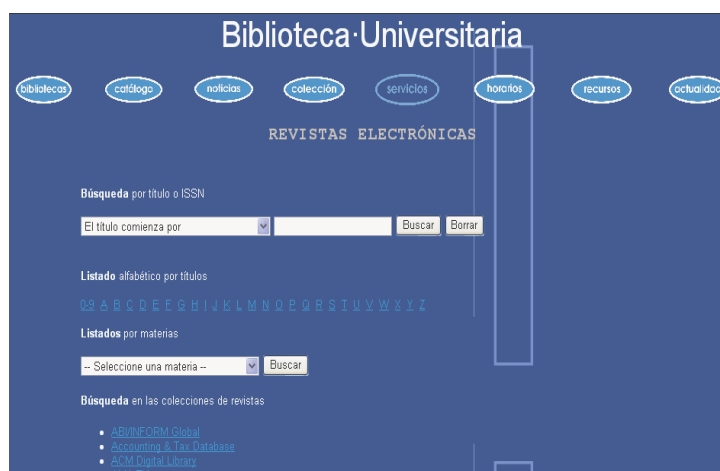 Biblioteca·Universitaria
bibliotecas catálogo noticias colección servicios horarios recursos actualidad
REVISTAS ELECTRÓNICAS
Búsqueda por título o ISSN
El título comienza por Buscar Borrar
Listado alfabético por títulos
0-9 A B C D E F G H I J K L M N O P Q R S T U V W X Y Z
Listados por materias
-- Seleccione una materia -- Buscar
Búsqueda en las colecciones de revistas
ABI/INFORM Global
Accounting & Tax Database
ACM Digital Library